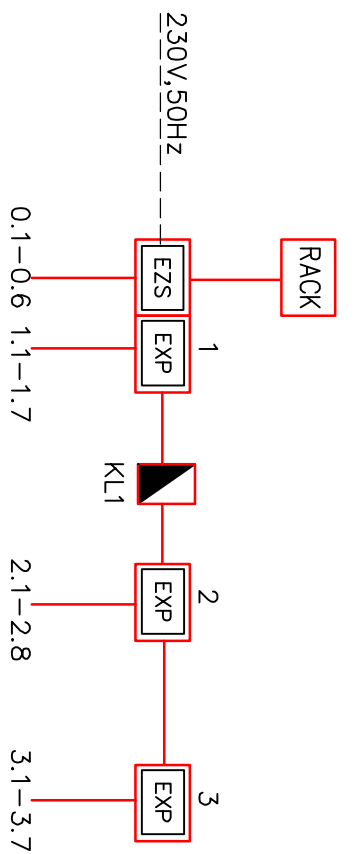 230V,50Hz
RACK
EZS
0.1-0.6
EXP
1
1.1-1.7
KL1
EXP
2
2.1-2.8
EXP
3
3.1-3.7